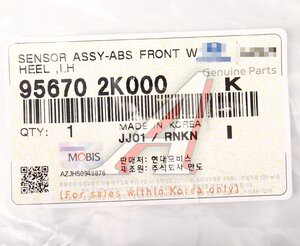 SENSOR ASSY-ABS FRONT W
HEEL ,LH
Genuine Parts
95670 2K000 K
QTY: 1 MADE IN KOREA
JJ01 / RNKN I
MOBIS
판매처: 현대모비스
제조원: 주식회사 만도
AZJH50949876
(For sales within Korea only)